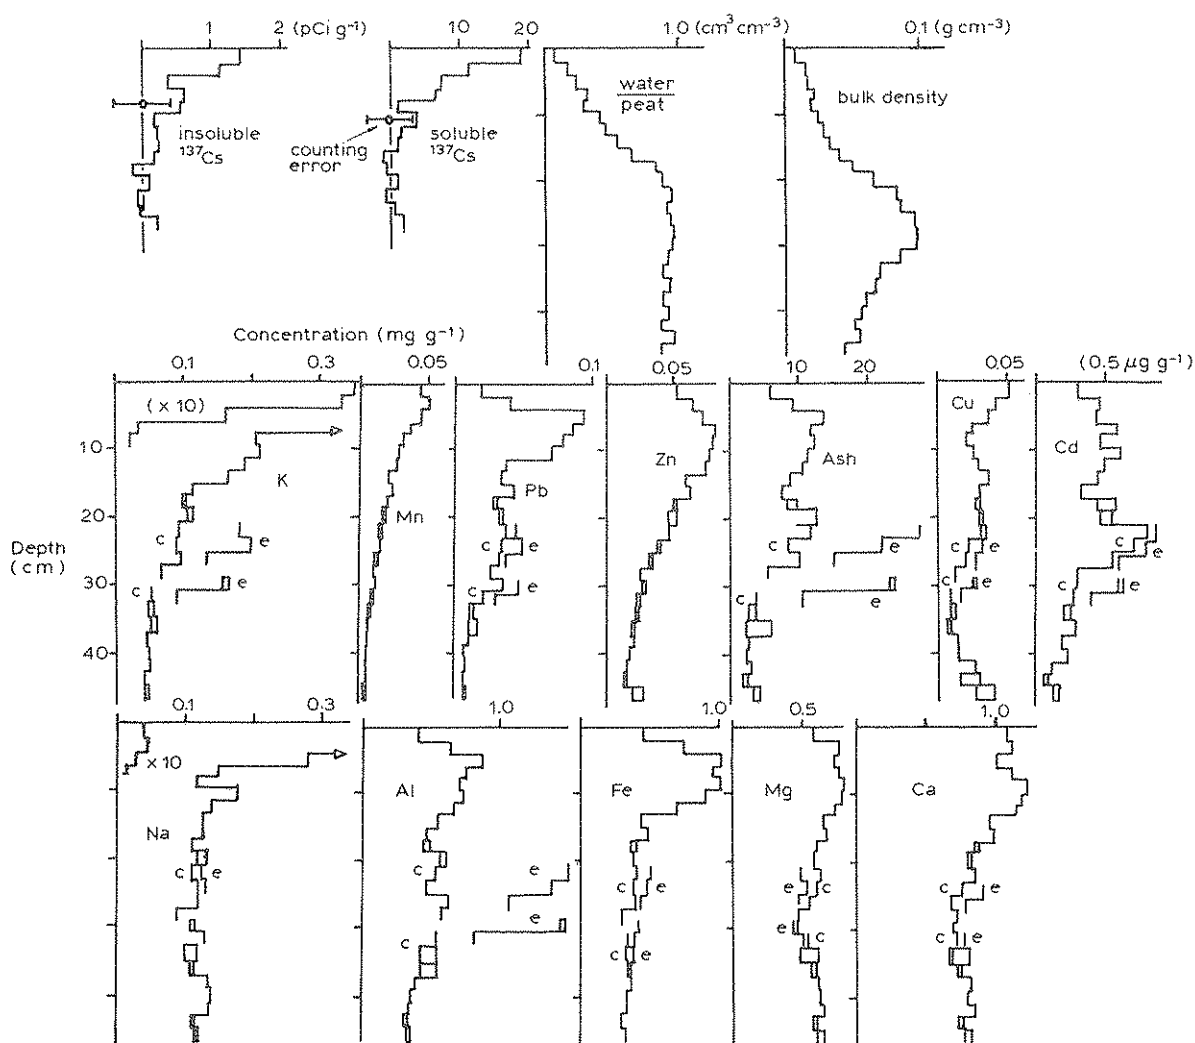 1 2 (pCi g⁻¹)
10 20
1.0 (cm³ cm⁻³)
0.1 (g cm⁻³)
insoluble
¹³⁷Cs
counting
error
soluble
¹³⁷Cs
water
peat
bulk density
Concentration (mg g⁻¹)
0.1 0.3
0.05
0.1
0.05
10 20
0.05
0.5 µg g⁻¹)
(
(×10)
K
Mn
Pb
Zn
Ash
Cu
Cd
10
20
30
40
Depth
(cm)
c e
c e
c e
c e
c e
c e
c e
c e
c e
c e
0.1 0.3
1.0
1.0
0.5
1.0
×10
Na
Al
Fe
Mg
Ca
c e
c e
c e
c e
e c
c e
c e
e c
c e